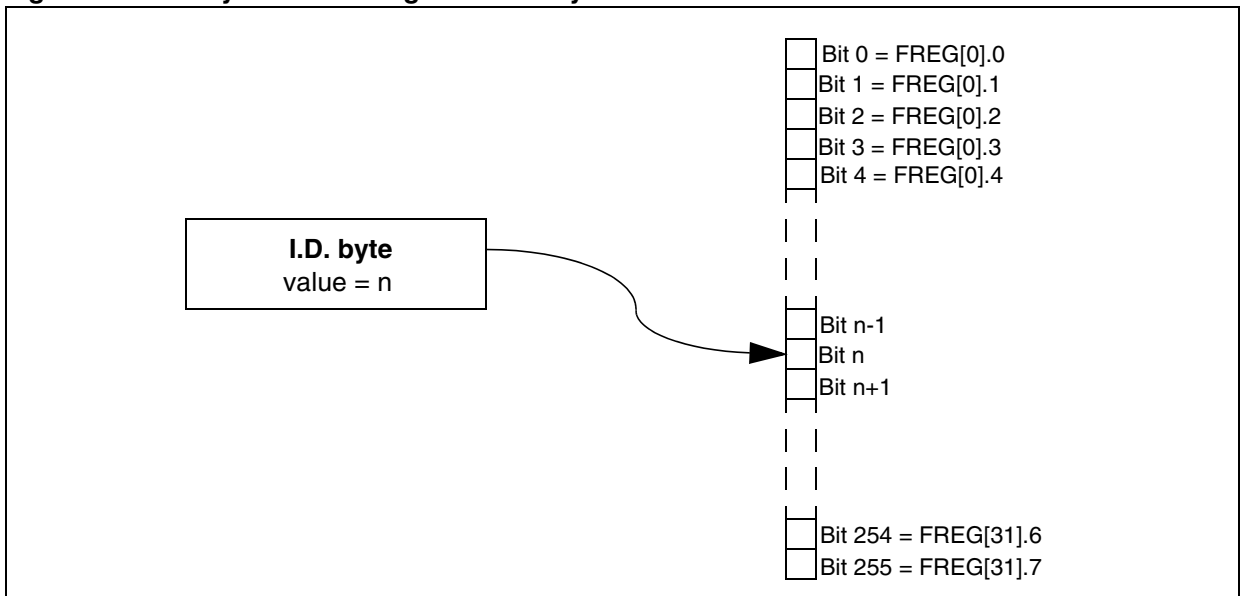 Bit 0 = FREG[0].0
Bit 1 = FREG[0].1
Bit 2 = FREG[0].2
Bit 3 = FREG[0].3
Bit 4 = FREG[0].4
I.D. byte
value = n
Bit n-1
Bit n
Bit n+1
Bit 254 = FREG[31].6
Bit 255 = FREG[31].7